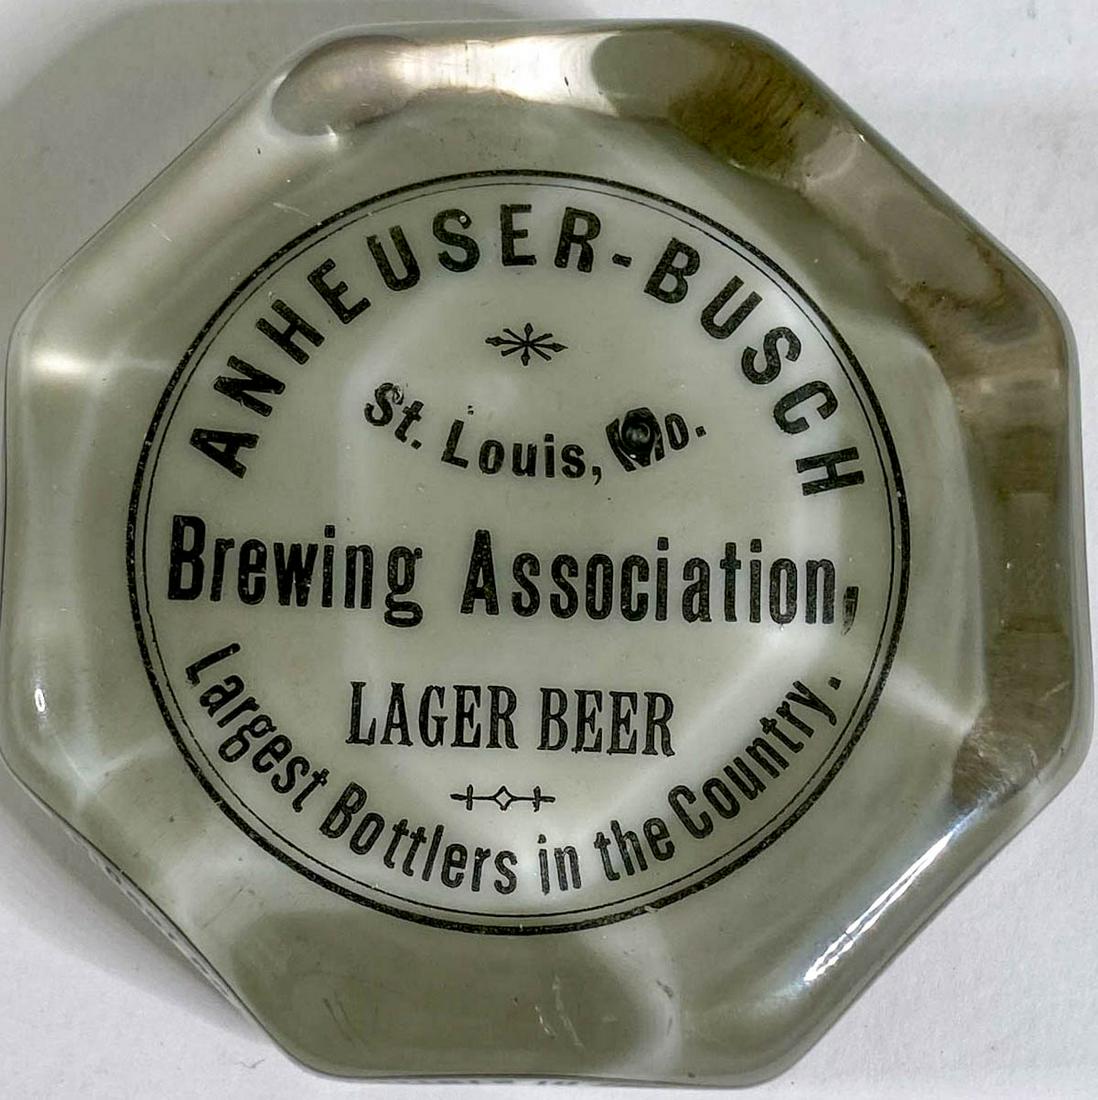 ANHEUSER-BUSCH
St. Louis, Mo.
Brewing Association,
LAGER BEER
Largest Bottlers in the Country.